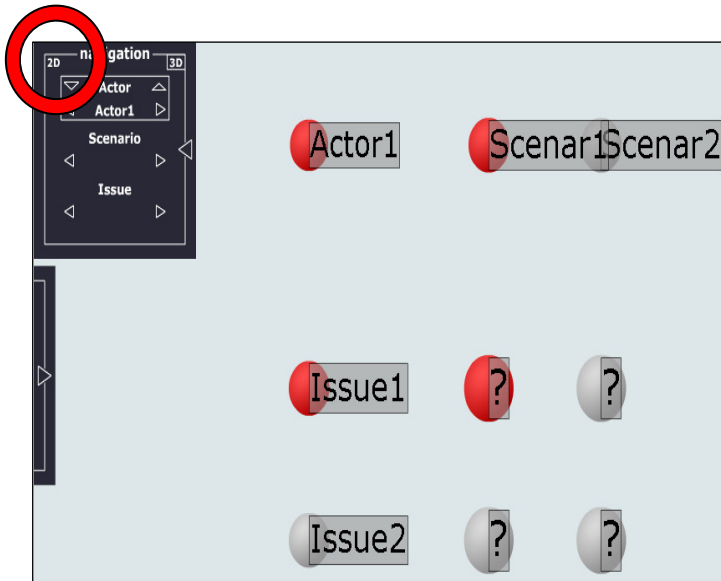 navigation
2D 3D
Actor
Actor1
Scenario
Issue
Actor1 Scenar1 Scenar2
Issue1 ? ?
Issue2 ? ?